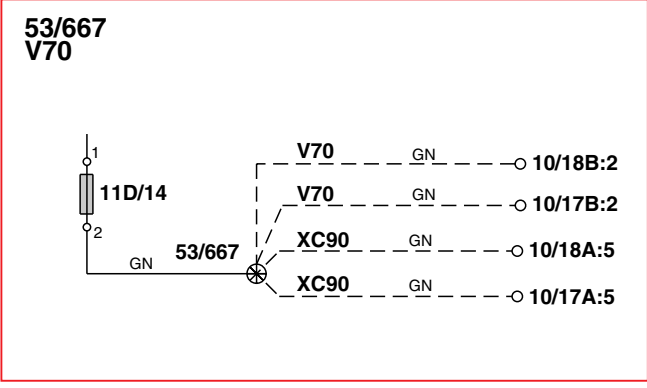 53/667
V70
1
11D/14
2
GN
53/667
V70 GN 10/18B:2
V70 GN 10/17B:2
XC90 GN 10/18A:5
XC90 GN 10/17A:5